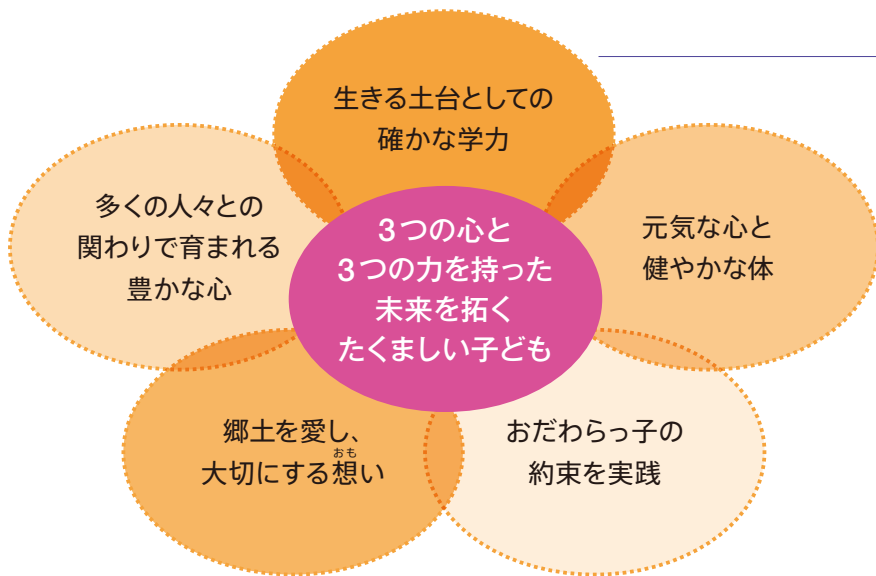 生きる土台としての
確かな学力
多くの人々との
関わりで育まれる
豊かな心
3つの心と
3つの力を持った
未来を拓く
たくましい子ども
元気な心と
健やかな体
郷土を愛し、
おも
大切にする想い
おだわらっ子の
約束を実践